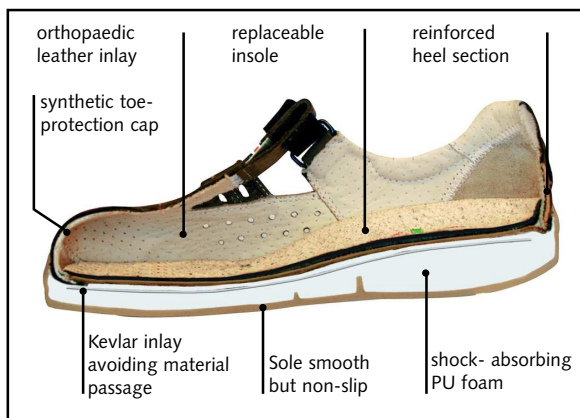 orthopaedic
leather inlay
replaceable
insole
reinforced
heel section
synthetic toe-
protection cap
Kevlar inlay
avoiding material
passage
Sole smooth
but non-slip
shock- absorbing
PU foam